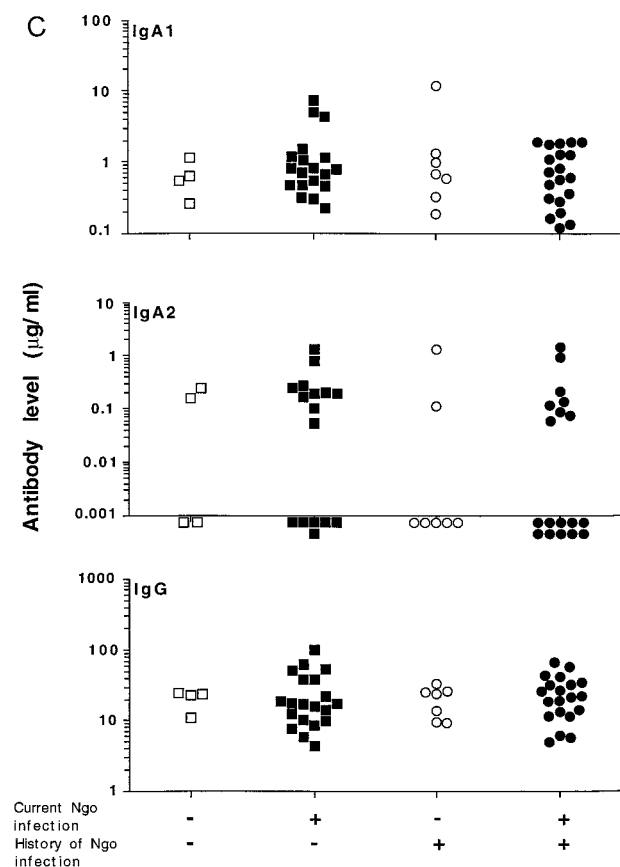 C
IgA1
100
10
1
0.1
IgA2
10
1
0.1
0.01
0.001
Antibody level (µg/ml)
IgG
1000
100
10
1
Current Ngo infection - + - +
History of Ngo infection - - + +